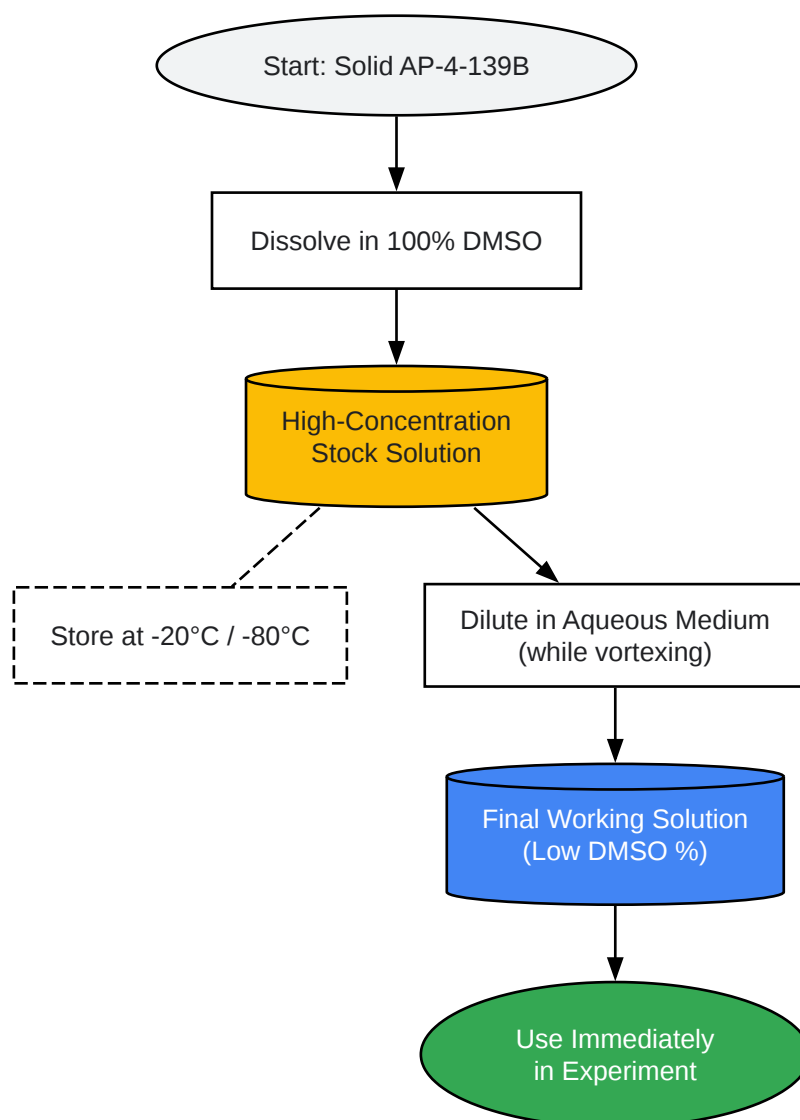 Start: Solid AP-4-139B
Dissolve in 100% DMSO
High-Concentration
Stock Solution
Store at -20°C / -80°C
Dilute in Aqueous Medium
(while vortexing)
Final Working Solution
(Low DMSO %)
Use Immediately
in Experiment